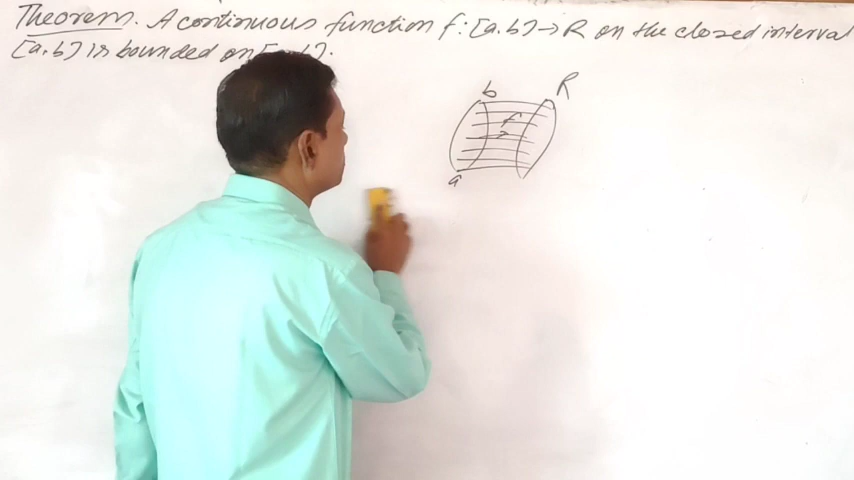 Theorem. A continuous function f: [a.b] → R on the closed interval
[a.b] is bounded on [a.b].
b R
f
a